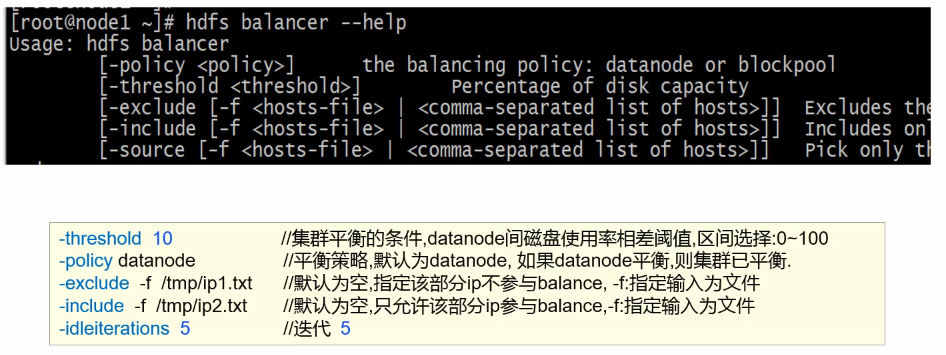 [root@node1 ~]# hdfs balancer --help
Usage: hdfs balancer
[-policy <policy>] the balancing policy: datanode or blockpool
[-threshold <threshold>] Percentage of disk capacity
[-exclude [-f <hosts-file> | <comma-separated list of hosts>]] Excludes the
[-include [-f <hosts-file> | <comma-separated list of hosts>]] Includes onl
[-source [-f <hosts-file> | <comma-separated list of hosts>]] Pick only th
-threshold 10 //集群平衡的条件,datanode间磁盘使用率相差阈值,区间选择:0~100
-policy datanode //平衡策略,默认为datanode, 如果datanode平衡,则集群已平衡.
-exclude -f /tmp/ip1.txt //默认为空,指定该部分ip不参与balance, -f:指定输入为文件
-include -f /tmp/ip2.txt //默认为空,只允许该部分ip参与balance,-f:指定输入为文件
-idleiterations 5 //迭代 5